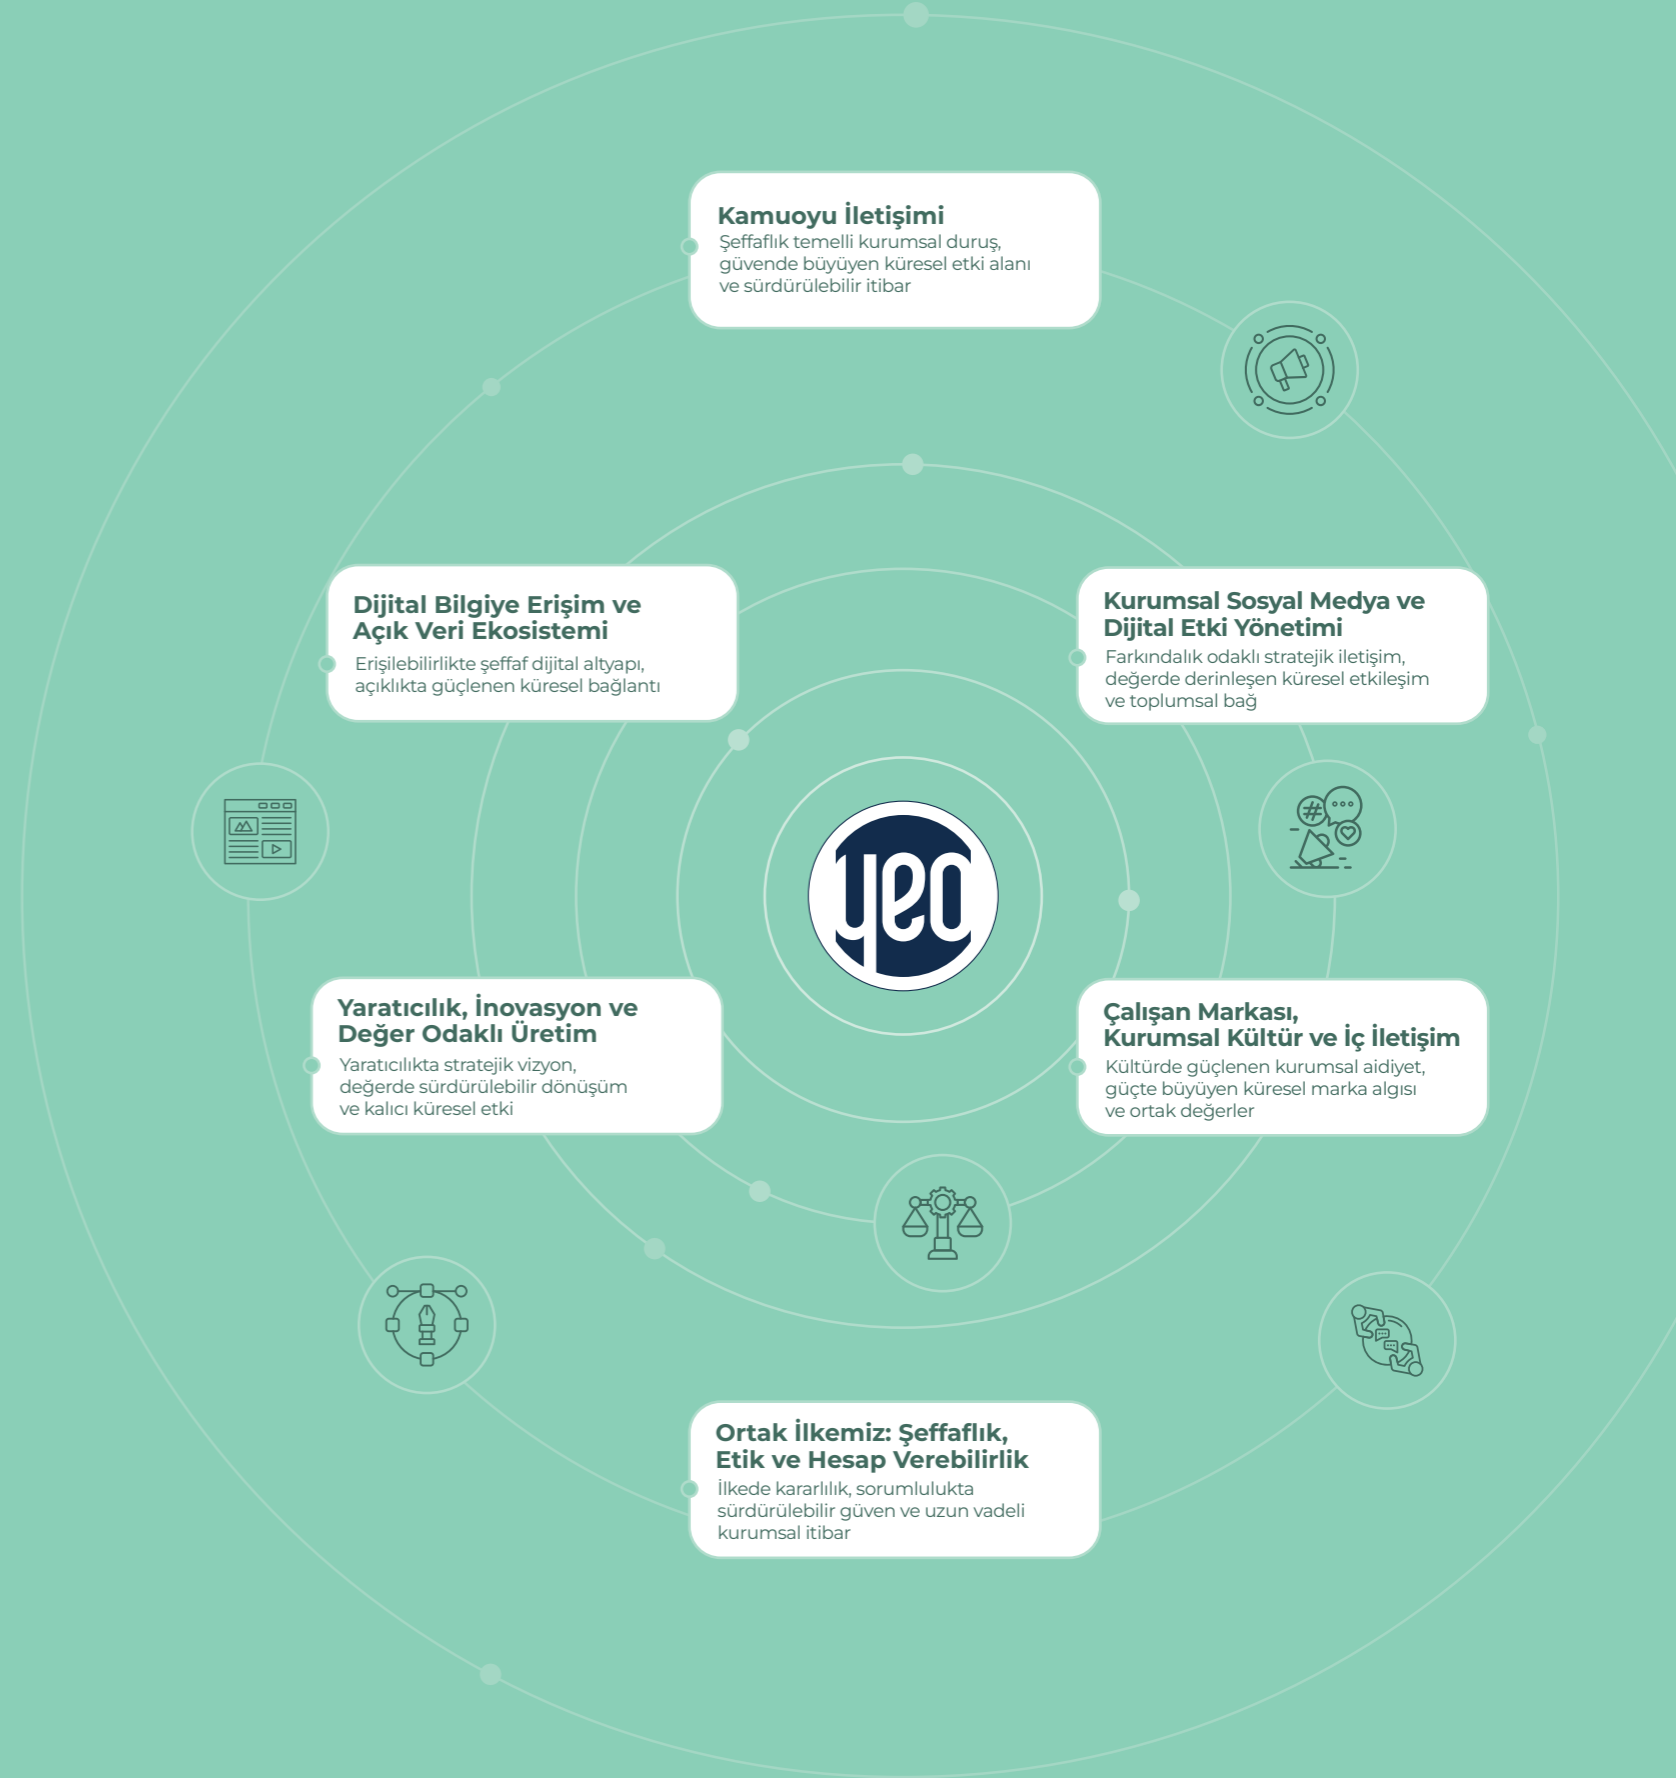 Kamuoyu İletişimi
Şeffaflık temelli kurumsal duruş,
güvende büyüyen küresel etki alanı
ve sürdürülebilir itibar
Dijital Bilgiye Erişim ve
Açık Veri Ekosistemi
Erişilebilirlikte şeffaf dijital altyapı,
açıklıkta güçlenen küresel bağlantı
Kurumsal Sosyal Medya ve
Dijital Etki Yönetimi
Farkındalık odaklı stratejik iletişim,
değerde derinleşen küresel etkileşim
ve toplumsal bağ
#
yeo
Yaratıcılık, İnovasyon ve
Değer Odaklı Üretim
Yaratıcılıkta stratejik vizyon,
değerde sürdürülebilir dönüşüm
ve kalıcı küresel etki
Çalışan Markası,
Kurumsal Kültür ve İç İletişim
Kültürde güçlenen kurumsal aidiyet,
güçte büyüyen küresel marka algısı
ve ortak değerler
Ortak İlkemiz: Şeffaflık,
Etik ve Hesap Verebilirlik
İlkede kararlılık, sorumlulukta
sürdürülebilir güven ve uzun vadeli
kurumsal itibar